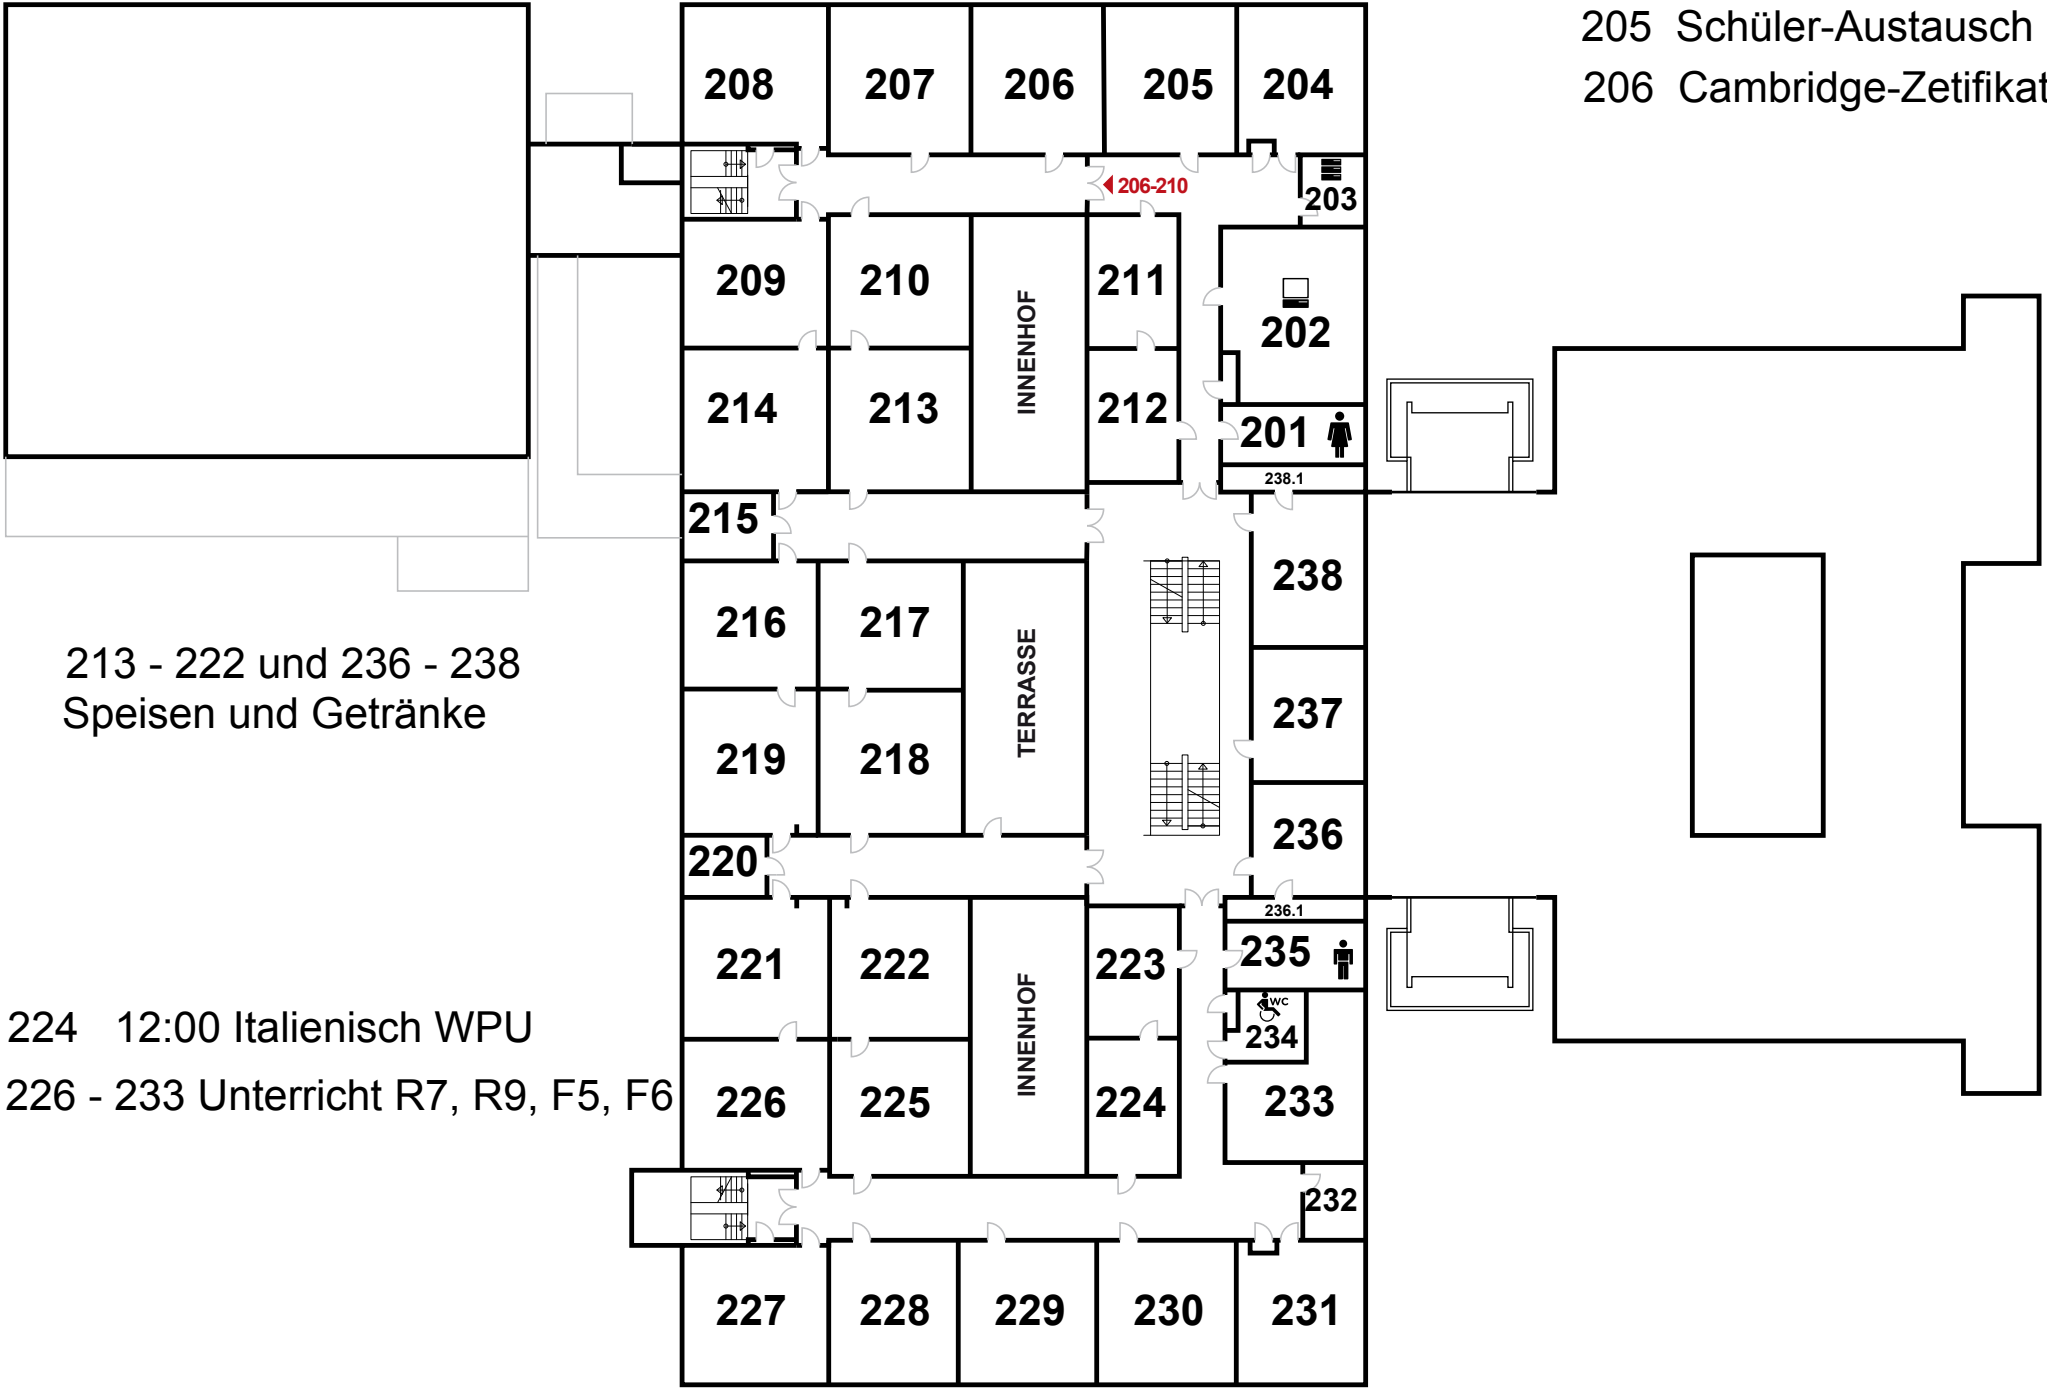 205 Schüler-Austausch
206 Cambridge-Zetifikat
208 207 206 205 204
206-210
203
209 210 INNENHOF 211
202
214 213 212
201
238.1
215
238
216 217
213 - 222 und 236 - 238
Speisen und Getränke
TERRASSE
237
219 218
236
220
236.1
221 222 223 235
INNENHOF
WC
234
224 12:00 Italienisch WPU
226 - 233 Unterricht R7, R9, F5, F6
226 225 224 233
232
227 228 229 230 231